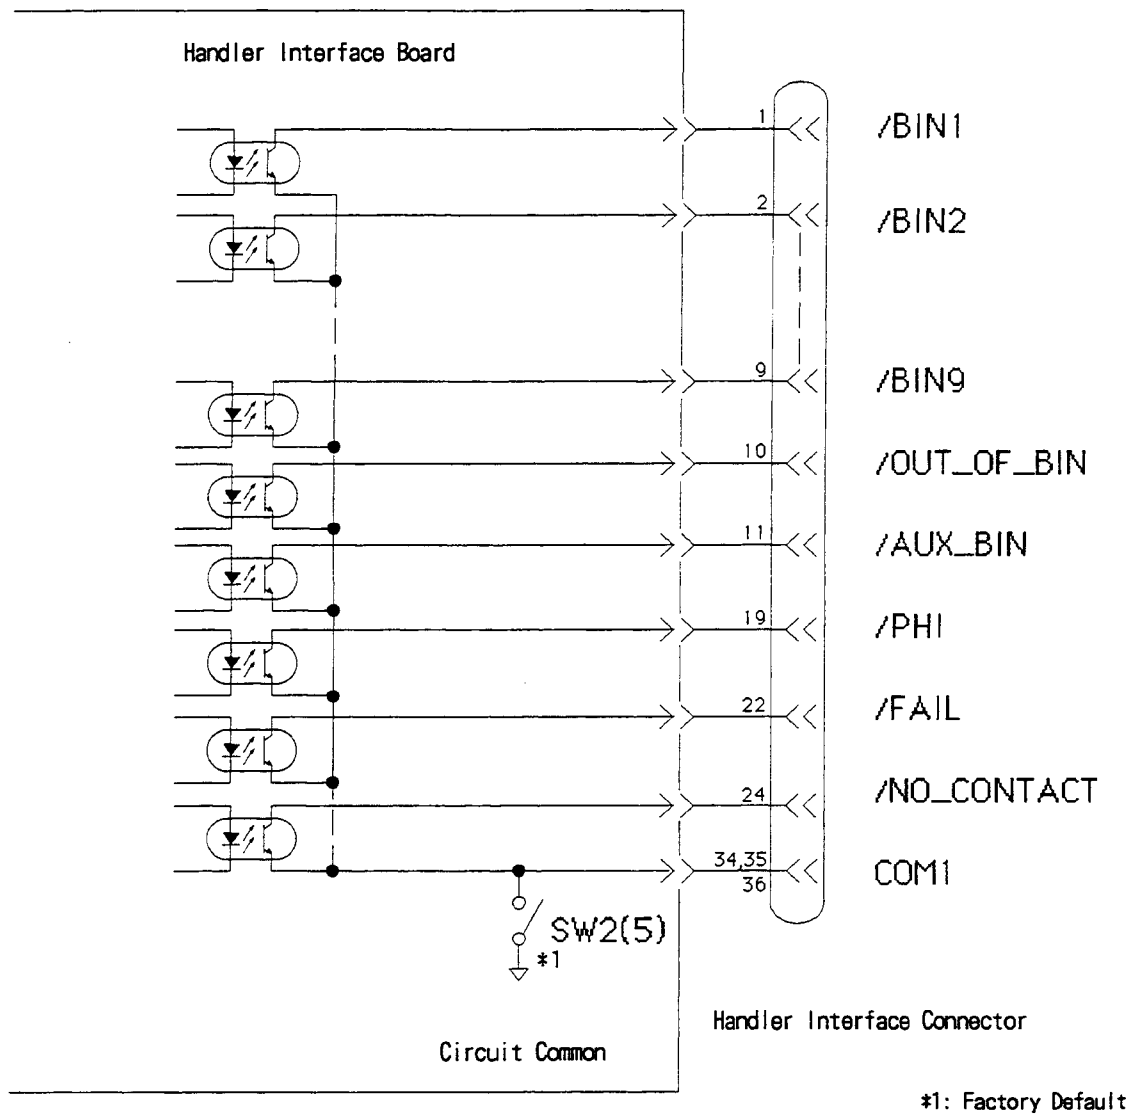 Handler Interface Board
1 /BIN1
2 /BIN2
9 /BIN9
10 /OUT_OF_BIN
11 /AUX_BIN
19 /PHI
22 /FAIL
24 /NO_CONTACT
34,35 COM1
36
SW2(5)
*1
Handler Interface Connector
Circuit Common
*1: Factory Default